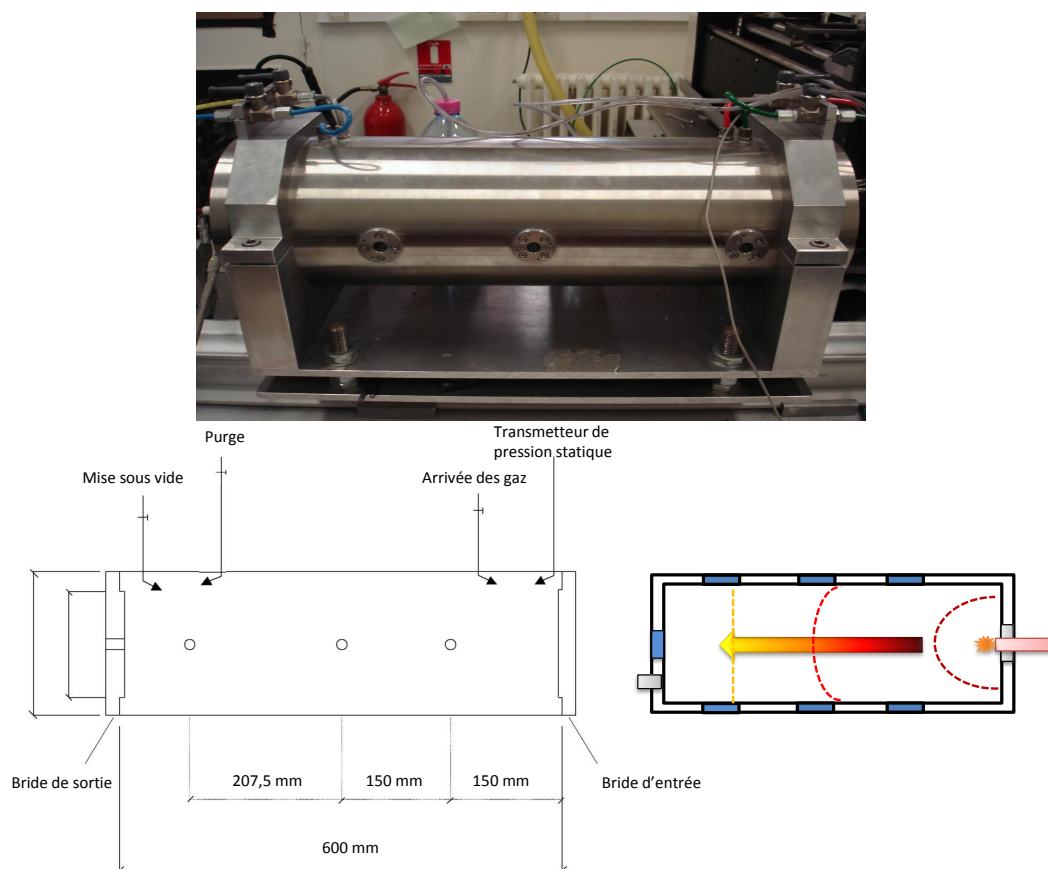 Purge
Transmetteur de
pression statique
Mise sous vide
Arrivée des gaz
Bride de sortie
207,5 mm
150 mm
150 mm
Bride d'entrée
600 mm